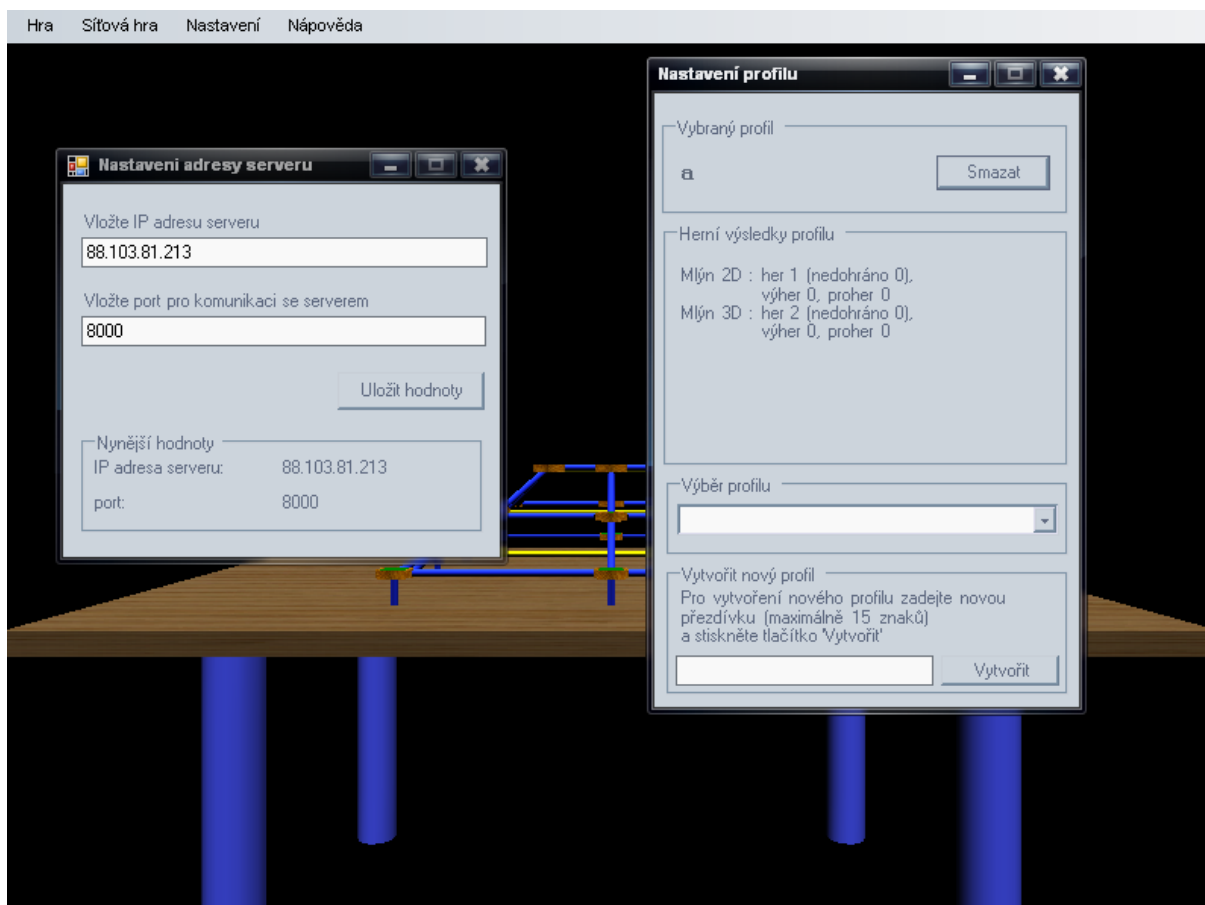 Hra Síťová hra Nastavení Nápověda
Nastaveni adresy serveru
Vložte IP adresu serveru
88.103.81.213
Vložte port pro komunikaci se serverem
8000
Uložit hodnoty
Nynější hodnoty
IP adresa serveru: 88.103.81.213
port: 8000
Nastavení profilu
Vybraný profil
a Smazat
Herní výsledky profilu
Mlýn 2D : her 1 (nedohráno 0),
výher 0, proher 0
Mlýn 3D : her 2 (nedohráno 0),
výher 0, proher 0
Výběr profilu
Vytvořit nový profil
Pro vytvoření nového profilu zadejte novou
přezdívku (maximálně 15 znaků)
a stiskněte tlačítko 'Vytvořit'
Vytvořit